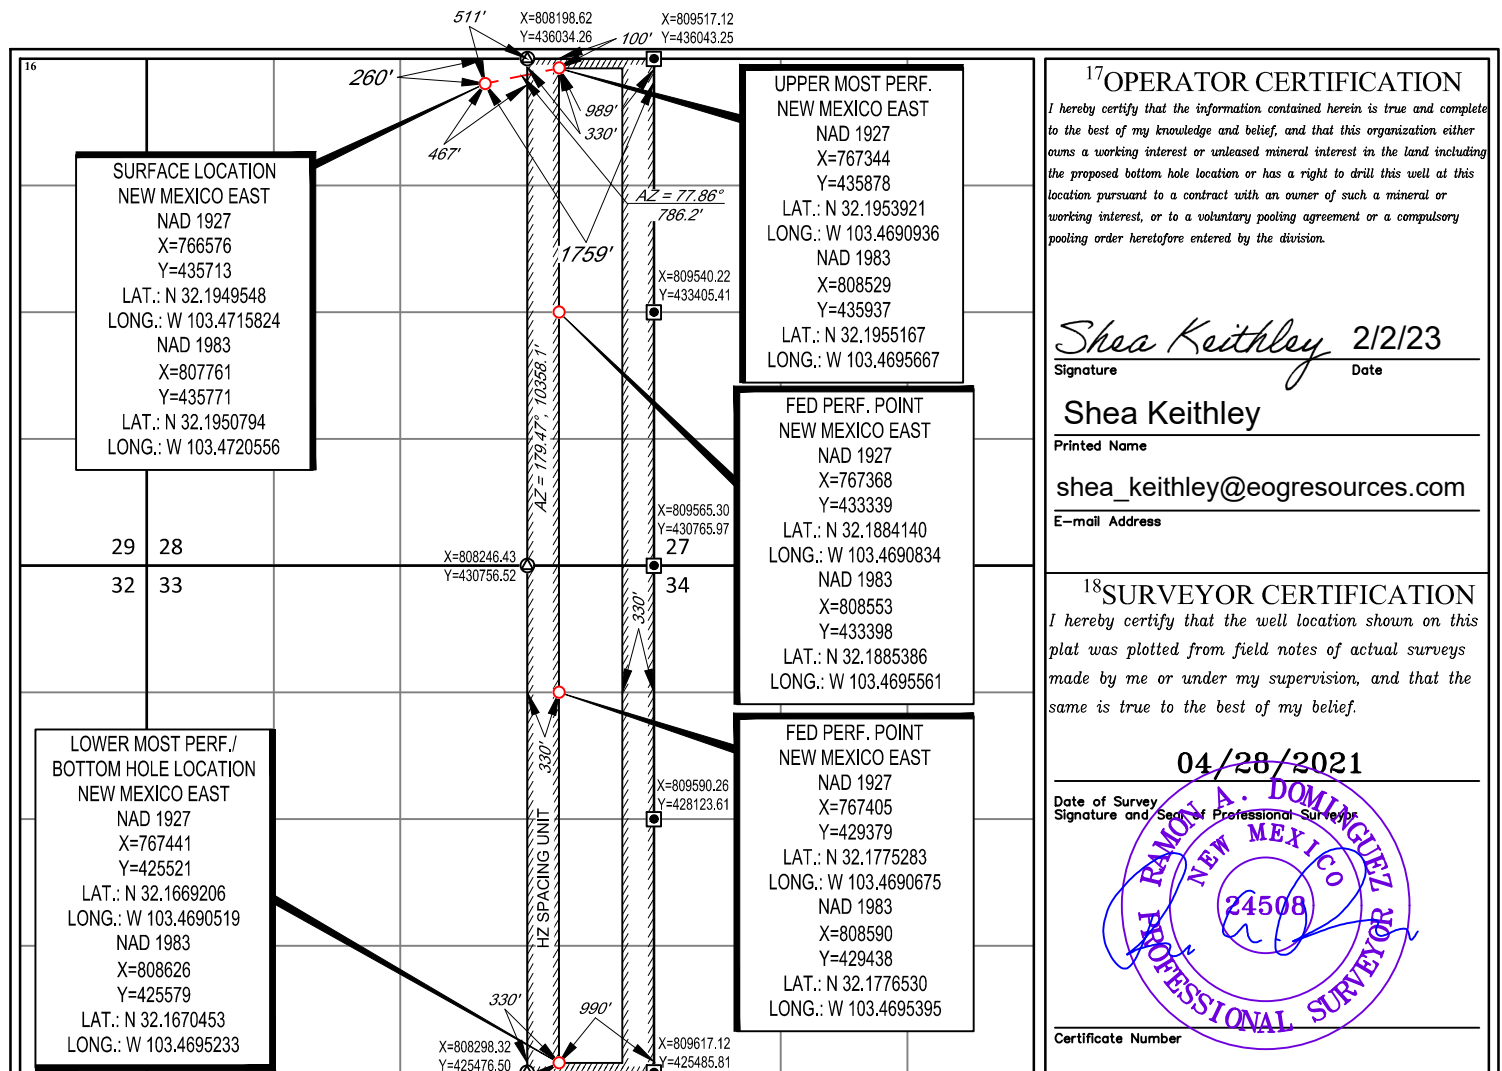 511'
X=808198.62
Y=436034.26
X=809517.12
Y=436043.25
100'
16
260'
989'
330'
467'
AZ = 77.86°
786.2'
1759'
SURFACE LOCATION
NEW MEXICO EAST
NAD 1927
X=766576
Y=435713
LAT.: N 32.1949548
LONG.: W 103.4715824
NAD 1983
X=807761
Y=435771
LAT.: N 32.1950794
LONG.: W 103.4720556
UPPER MOST PERF.
NEW MEXICO EAST
NAD 1927
X=767344
Y=435878
LAT.: N 32.1953921
LONG.: W 103.4690936
NAD 1983
X=808529
Y=435937
LAT.: N 32.1955167
LONG.: W 103.4695667
X=809540.22
Y=433405.41
AZ = 179.47°, 10358.1'
FED PERF. POINT
NEW MEXICO EAST
NAD 1927
X=767368
Y=433339
LAT.: N 32.1884140
LONG.: W 103.4690834
NAD 1983
X=808553
Y=433398
LAT.: N 32.1885386
LONG.: W 103.4695561
X=809565.30
Y=430765.97
29 28
27
X=808246.43
Y=430756.52
32 33
34
330'
330'
FED PERF. POINT
NEW MEXICO EAST
NAD 1927
X=767405
Y=429379
LAT.: N 32.1775283
LONG.: W 103.4690675
NAD 1983
X=808590
Y=429438
LAT.: N 32.1776530
LONG.: W 103.4695395
X=809590.26
Y=428123.61
HZ SPACING UNIT
LOWER MOST PERF./
BOTTOM HOLE LOCATION
NEW MEXICO EAST
NAD 1927
X=767441
Y=425521
LAT.: N 32.1669206
LONG.: W 103.4690519
NAD 1983
X=808626
Y=425579
LAT.: N 32.1670453
LONG.: W 103.4695233
330'
990'
X=808298.32
Y=425476.50
X=809617.12
Y=425485.81
17 OPERATOR CERTIFICATION
I hereby certify that the information contained herein is true and complete
to the best of my knowledge and belief, and that this organization either
owns a working interest or unleased mineral interest in the land including
the proposed bottom hole location or has a right to drill this well at this
location pursuant to a contract with an owner of such a mineral or
working interest, or to a voluntary pooling agreement or a compulsory
pooling order heretofore entered by the division.
Shea Keithley 2/2/23
Signature Date
Shea Keithley
Printed Name
shea_keithley@eogresources.com
E-mail Address
18 SURVEYOR CERTIFICATION
I hereby certify that the well location shown on this
plat was plotted from field notes of actual surveys
made by me or under my supervision, and that the
same is true to the best of my belief.
04/28/2021
Date of Survey
Signature and Seal of Professional Surveyor
RAMON A. DOMINGUEZ
NEW MEXICO
24508
PROFESSIONAL SURVEYOR
Certificate Number